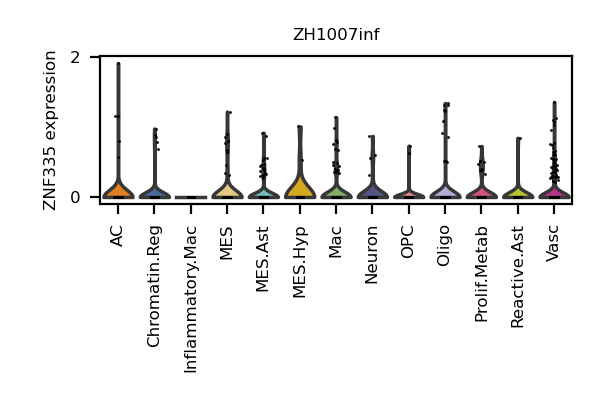 ZH1007inf
ZNF335 expression
2
0
AC
Chromatin.Reg
Inflammatory.Mac
MES
MES.Ast
MES.Hyp
Mac
Neuron
OPC
Oligo
Prolif.Metab
Reactive.Ast
Vasc